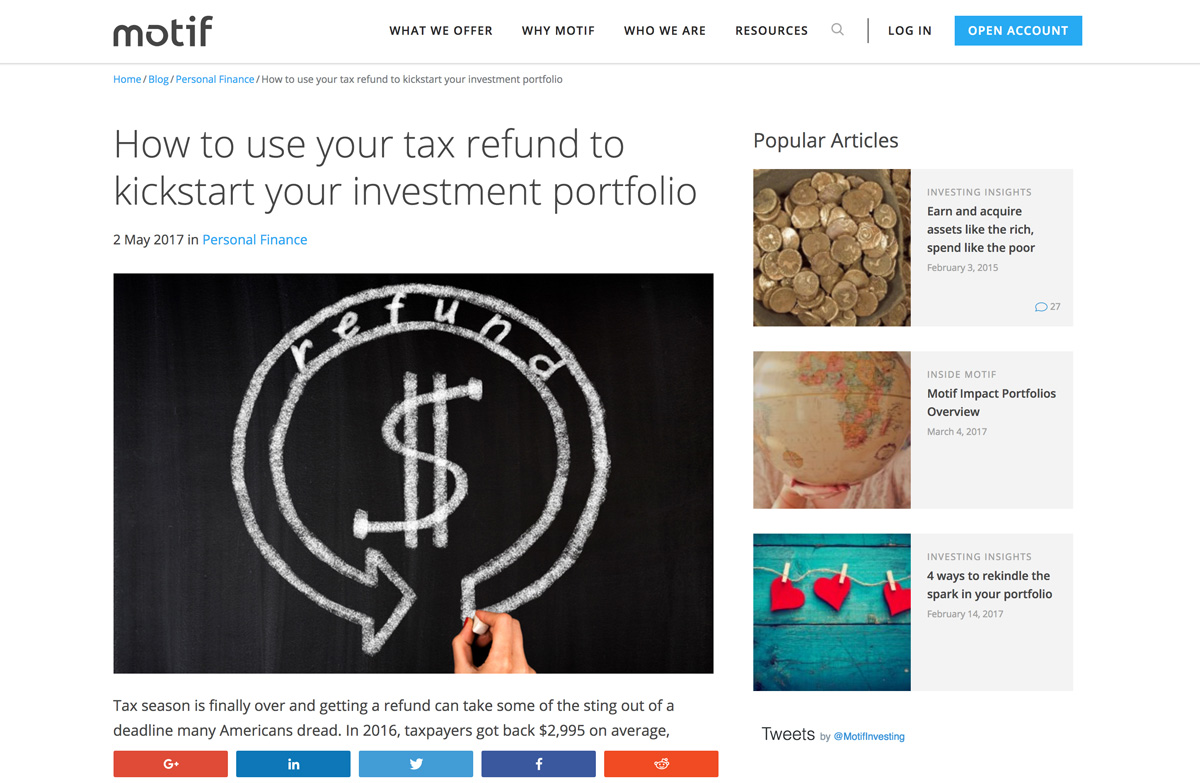 motif
WHAT WE OFFER
WHY MOTIF
WHO WE ARE
RESOURCES
LOG IN
OPEN ACCOUNT
Home / Blog / Personal Finance / How to use your tax refund to kickstart your investment portfolio
How to use your tax refund to
kickstart your investment portfolio
2 May 2017 in Personal Finance
refund
$
Tax season is finally over and getting a refund can take some of the sting out of a
deadline many Americans dread. In 2016, taxpayers got back $2,995 on average,
G+
in
f
Popular Articles
INVESTING INSIGHTS
Earn and acquire
assets like the rich,
spend like the poor
February 3, 2015
27
INSIDE MOTIF
Motif Impact Portfolios
Overview
March 4, 2017
INVESTING INSIGHTS
4 ways to rekindle the
spark in your portfolio
February 14, 2017
Tweets by @MotifInvesting